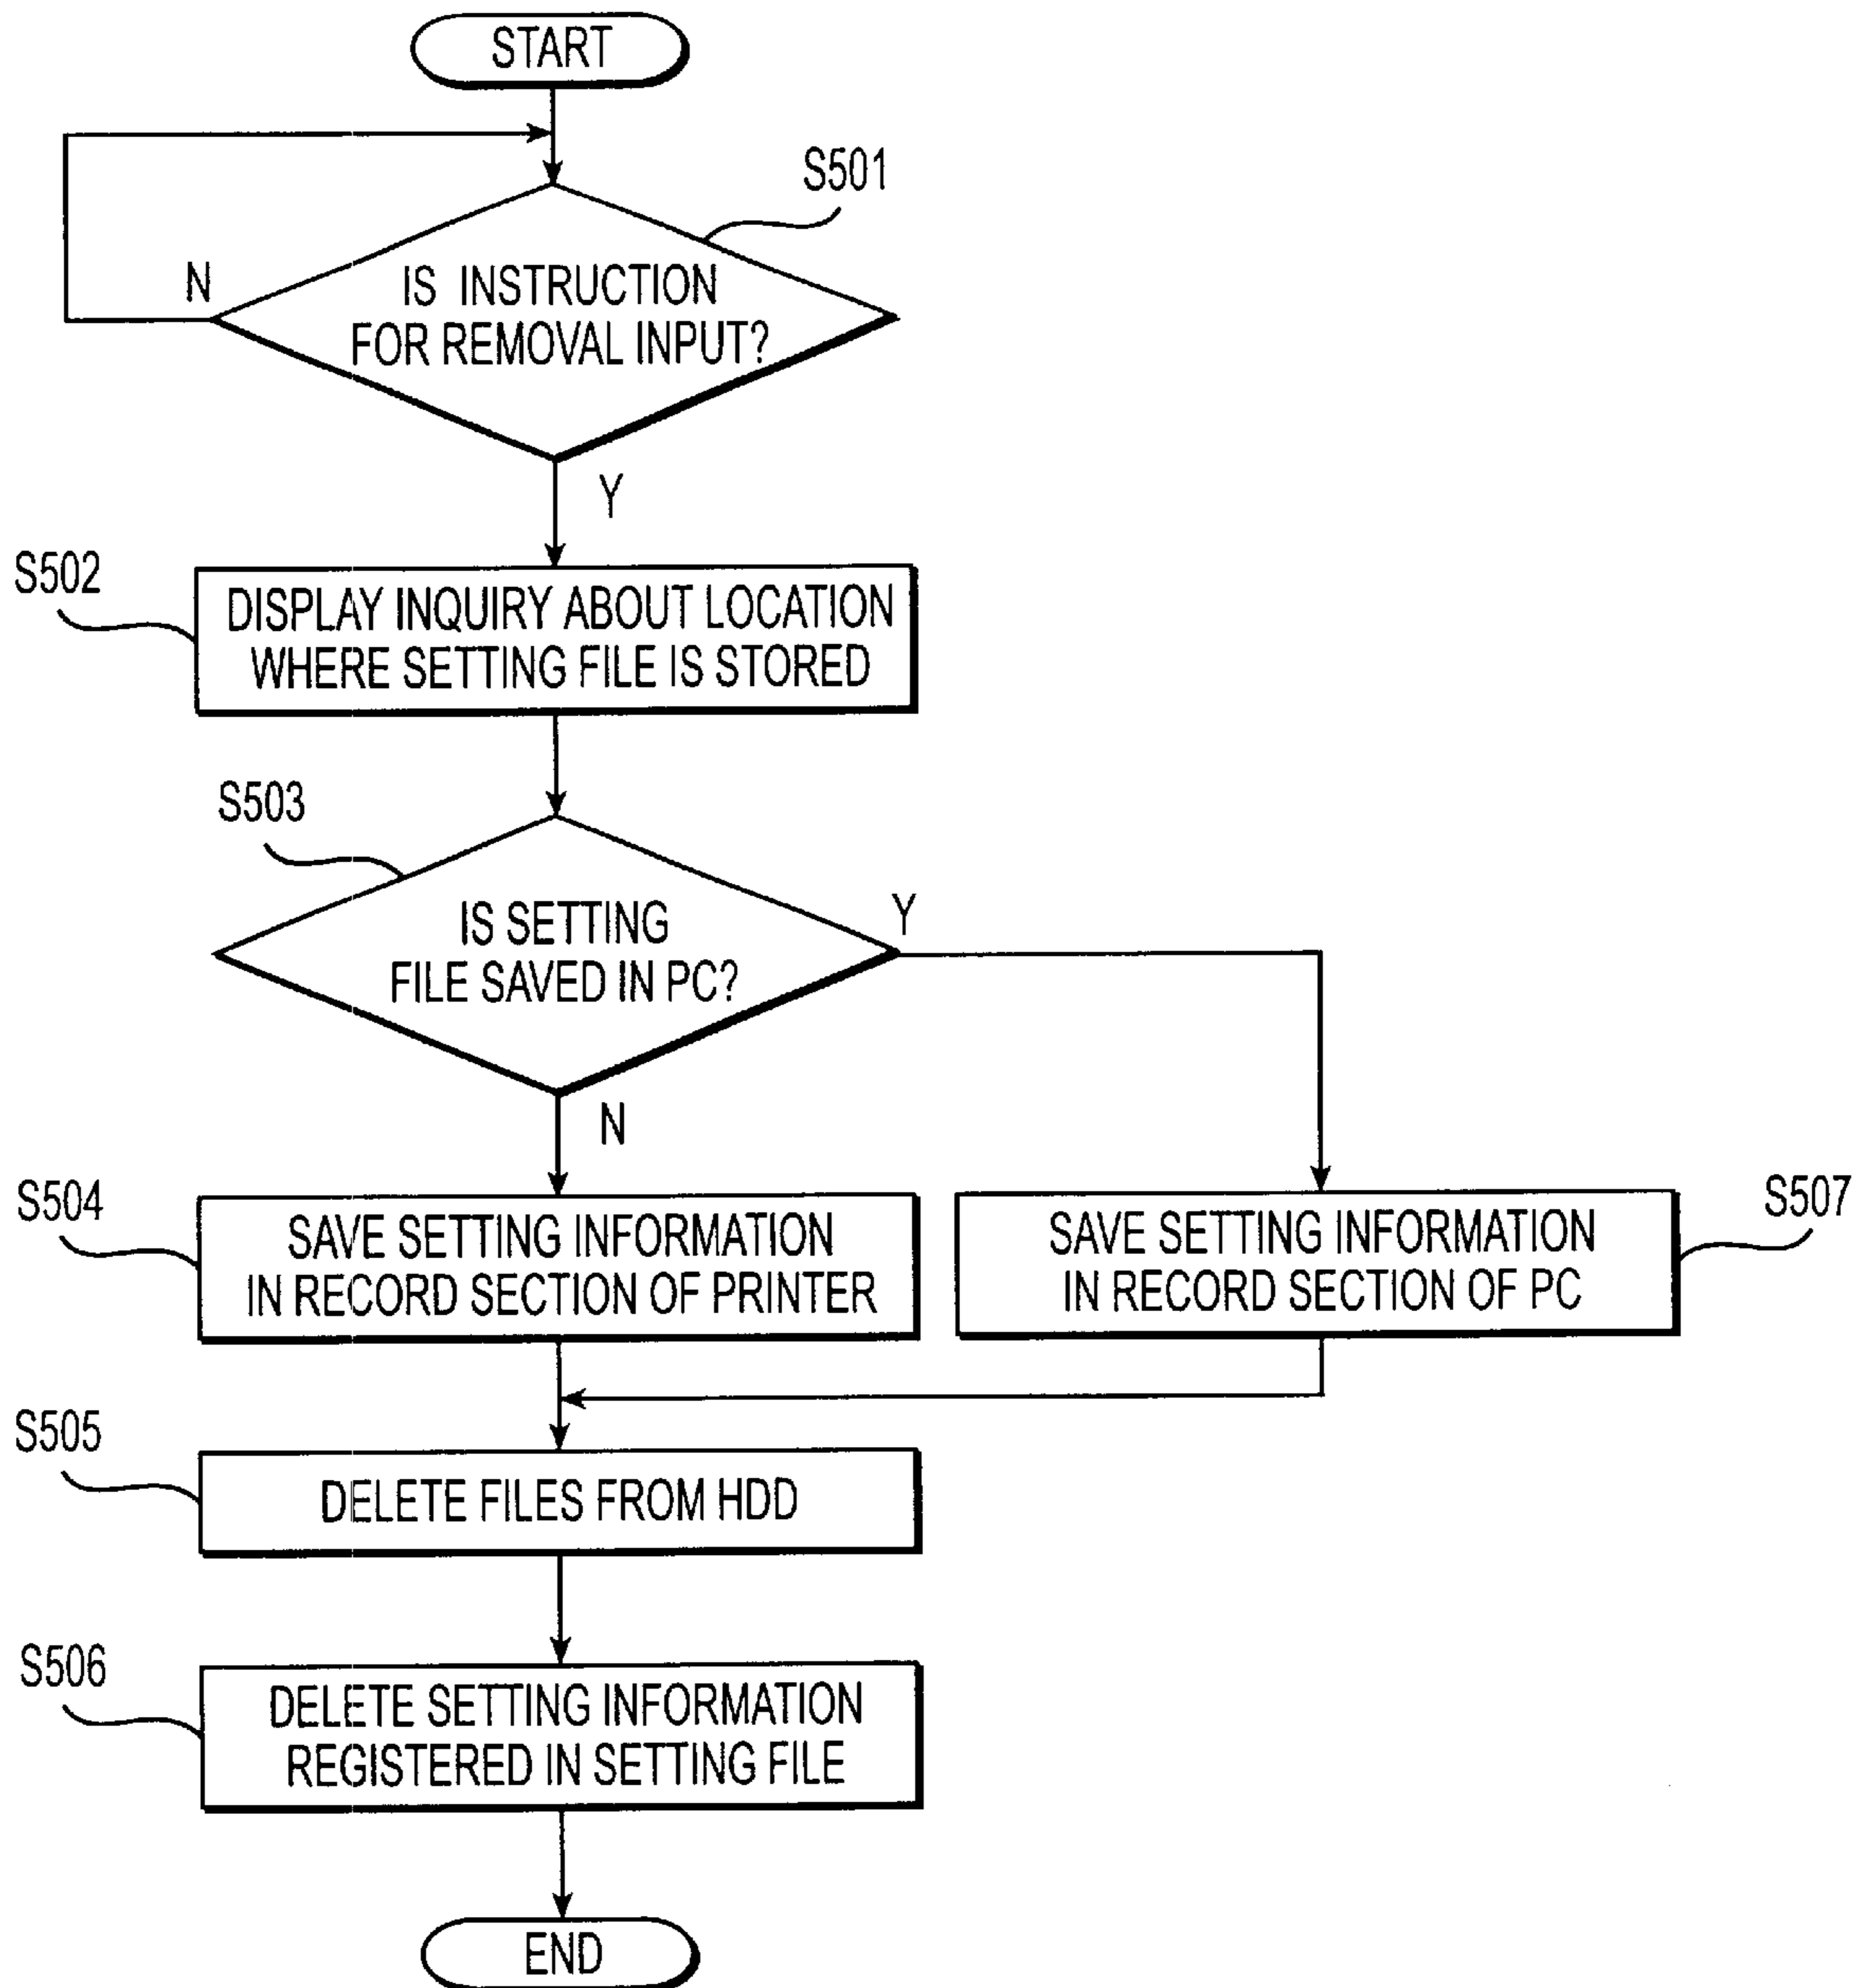 START
S501
N
IS INSTRUCTION
FOR REMOVAL INPUT?
Y
S502
DISPLAY INQUIRY ABOUT LOCATION
WHERE SETTING FILE IS STORED
S503
IS SETTING
FILE SAVED IN PC?
Y
N
S504
SAVE SETTING INFORMATION
IN RECORD SECTION OF PRINTER
SAVE SETTING INFORMATION
IN RECORD SECTION OF PC
S507
S505
DELETE FILES FROM HDD
S506
DELETE SETTING INFORMATION
REGISTERED IN SETTING FILE
END